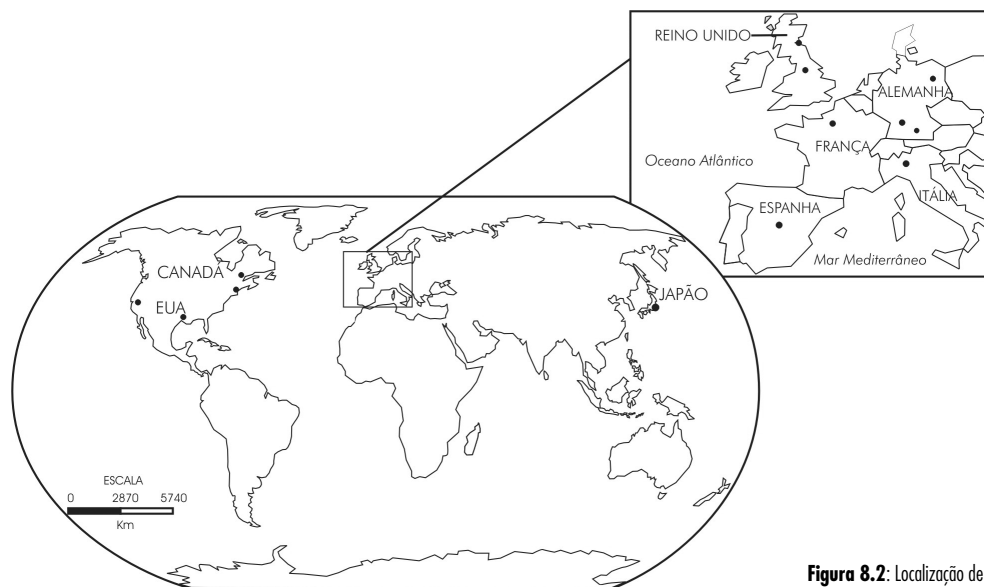 REINO UNIDO
ALEMANHA
FRANÇA
Oceano Atlântico
ITÁLIA
ESPANHA
Mar Mediterrâneo
CANADÁ
EUA
JAPÃO
ESCALA
0 2870 5740
Km
Figura 8.2: Localização de